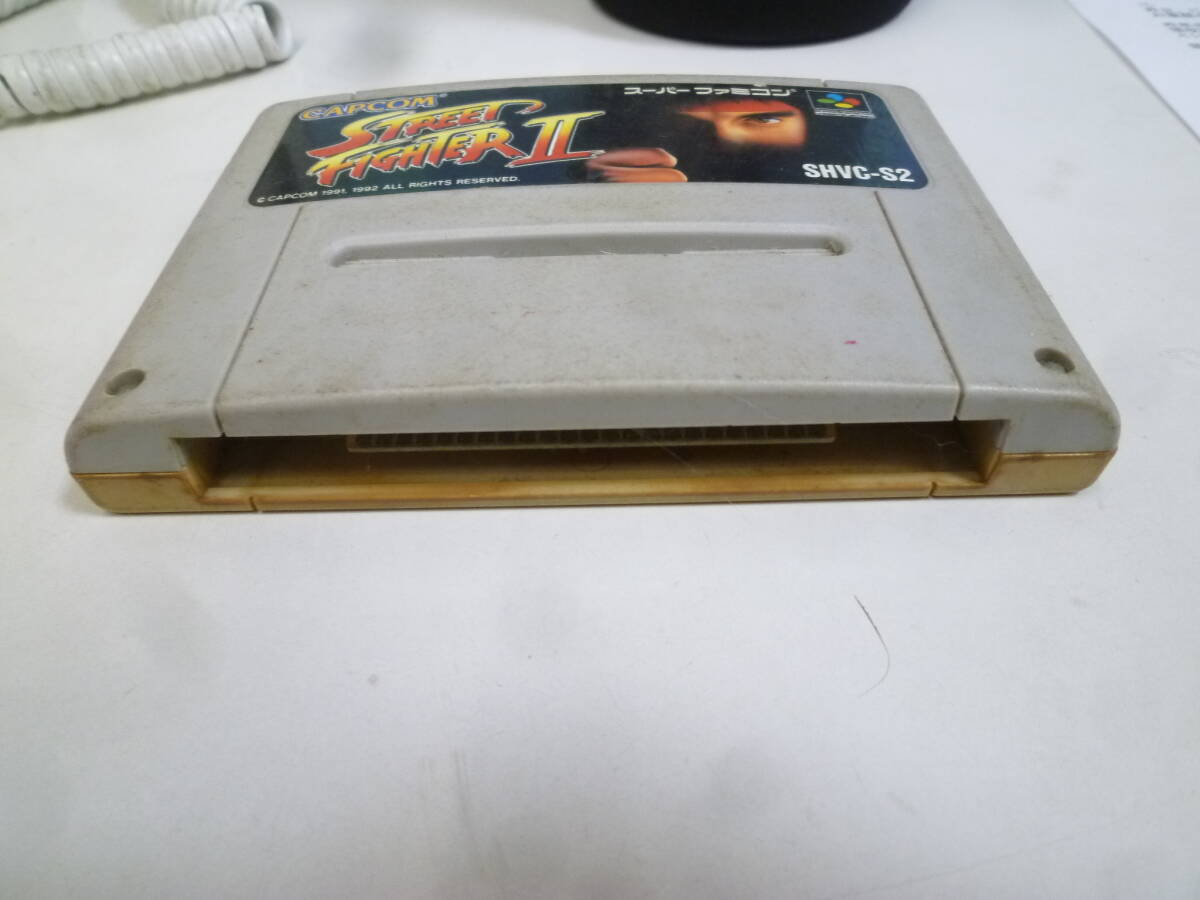 CAPCOM
スーパー ファミコン
STREET
FIGHTER II
SHVC-S2
© CAPCOM 1991, 1992 ALL RIGHTS RESERVED.